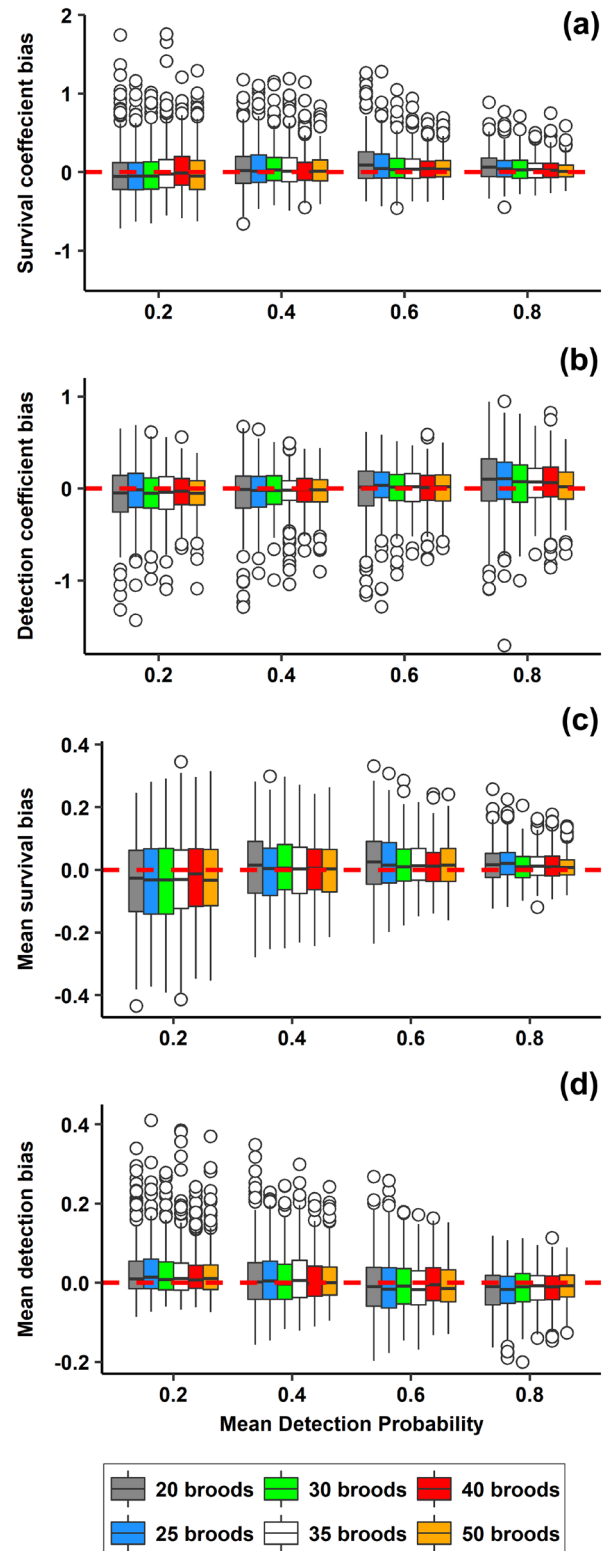 (a)
Survival coeffecient bias
2
1
0
-1
0.2 0.4 0.6 0.8
(b)
Detection coefficient bias
1
0
-1
0.2 0.4 0.6 0.8
(c)
Mean survival bias
0.4
0.2
0.0
-0.2
-0.4
0.2 0.4 0.6 0.8
(d)
Mean detection bias
0.4
0.2
0.0
-0.2
0.2 0.4 0.6 0.8
Mean Detection Probability
20 broods 30 broods 40 broods
25 broods 35 broods 50 broods